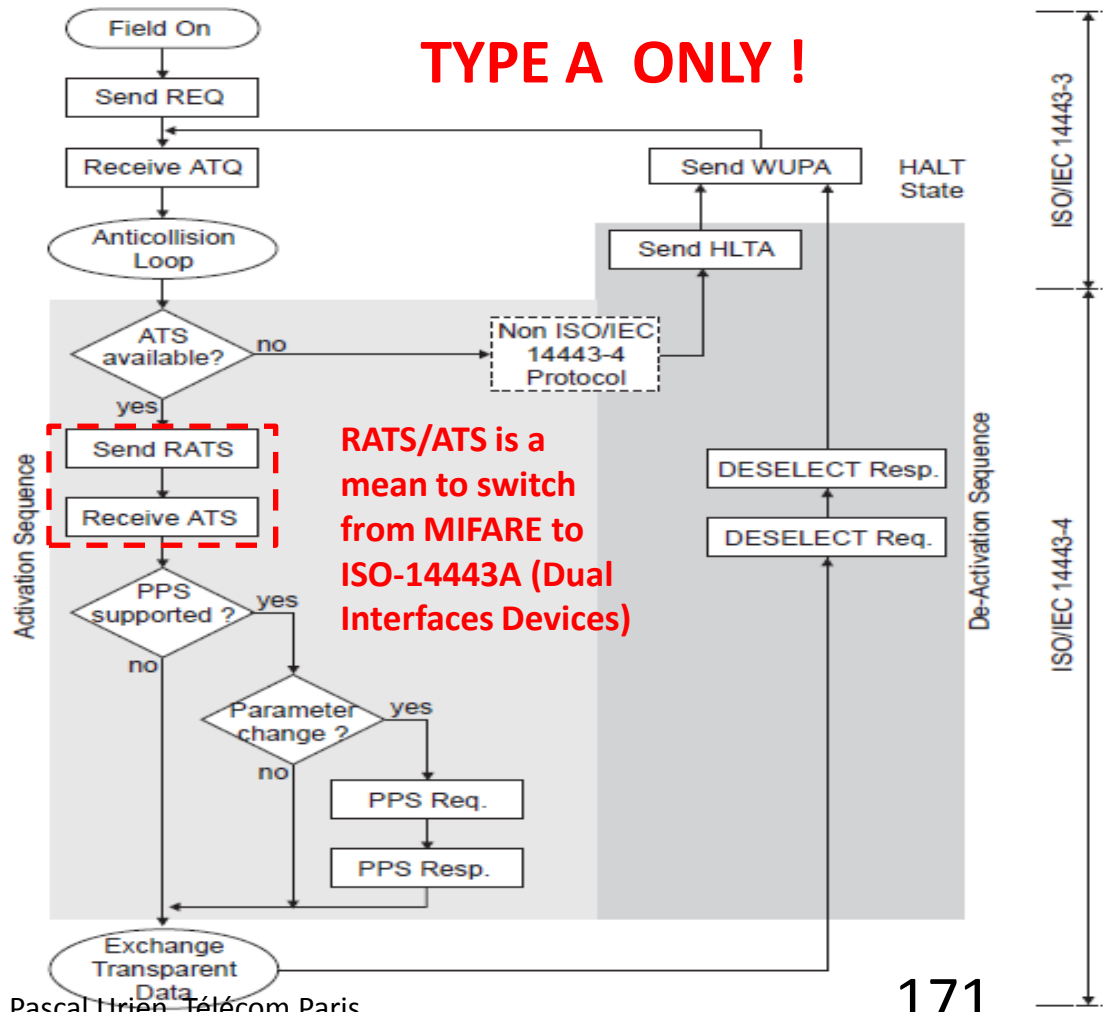 Field On
TYPE A ONLY !
Send REQ
Receive ATQ
Send WUPA
HALT
State
Anticollision
Loop
Send HLTA
ISO/IEC 14443-3
ATS
available?
no
yes
Non ISO/IEC
14443-4
Protocol
Send RATS
Receive ATS
RATS/ATS is a
mean to switch
from MIFARE to
ISO-14443A (Dual
Interfaces Devices)
DESELECT Resp.
DESELECT Req.
Activation Sequence
De-Activation Sequence
ISO/IEC 14443-4
PPS
supported ?
yes
no
Parameter
change ?
yes
no
PPS Req.
PPS Resp.
Exchange
Transparent
Data
Pascal Urien Télécom Paris
171